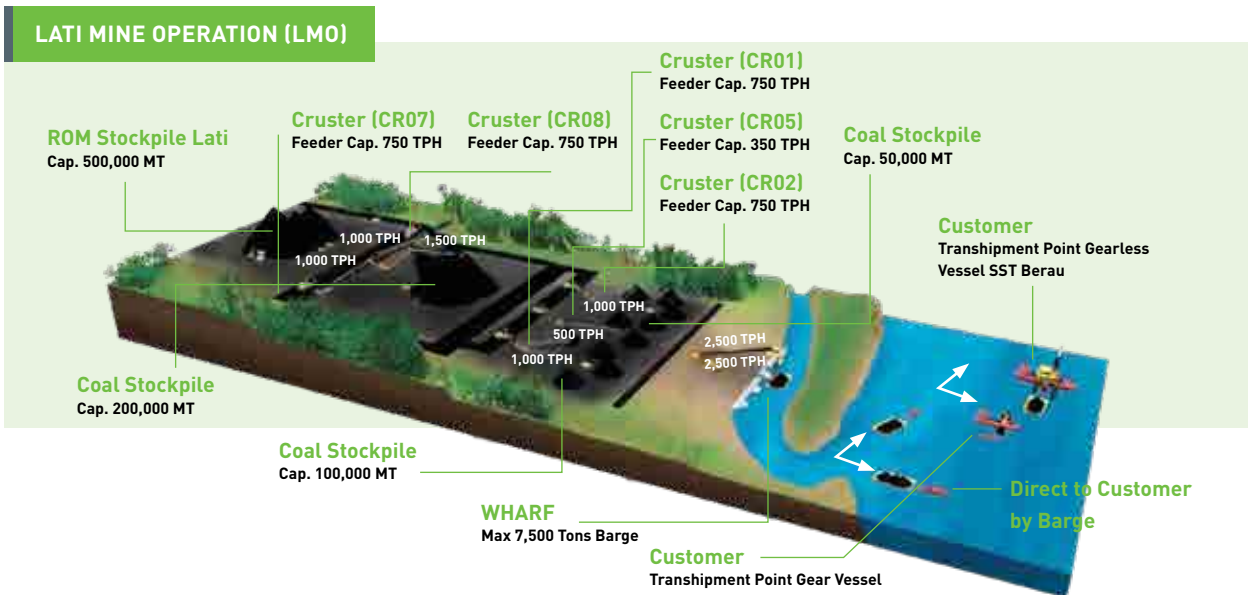 LATI MINE OPERATION (LMO)
Cruster (CR01)
Feeder Cap. 750 TPH
Cruster (CR07)
Feeder Cap. 750 TPH
Cruster (CR08)
Feeder Cap. 750 TPH
Cruster (CR05)
Feeder Cap. 350 TPH
Coal Stockpile
Cap. 50,000 MT
ROM Stockpile Lati
Cap. 500,000 MT
Cruster (CR02)
Feeder Cap. 750 TPH
Customer
Transhipment Point Gearless
Vessel SST Berau
1,000 TPH
1,500 TPH
1,000 TPH
1,000 TPH
500 TPH
1,000 TPH
2,500 TPH
2,500 TPH
Coal Stockpile
Cap. 200,000 MT
Coal Stockpile
Cap. 100,000 MT
WHARF
Max 7,500 Tons Barge
Direct to Customer
by Barge
Customer
Transhipment Point Gear Vessel